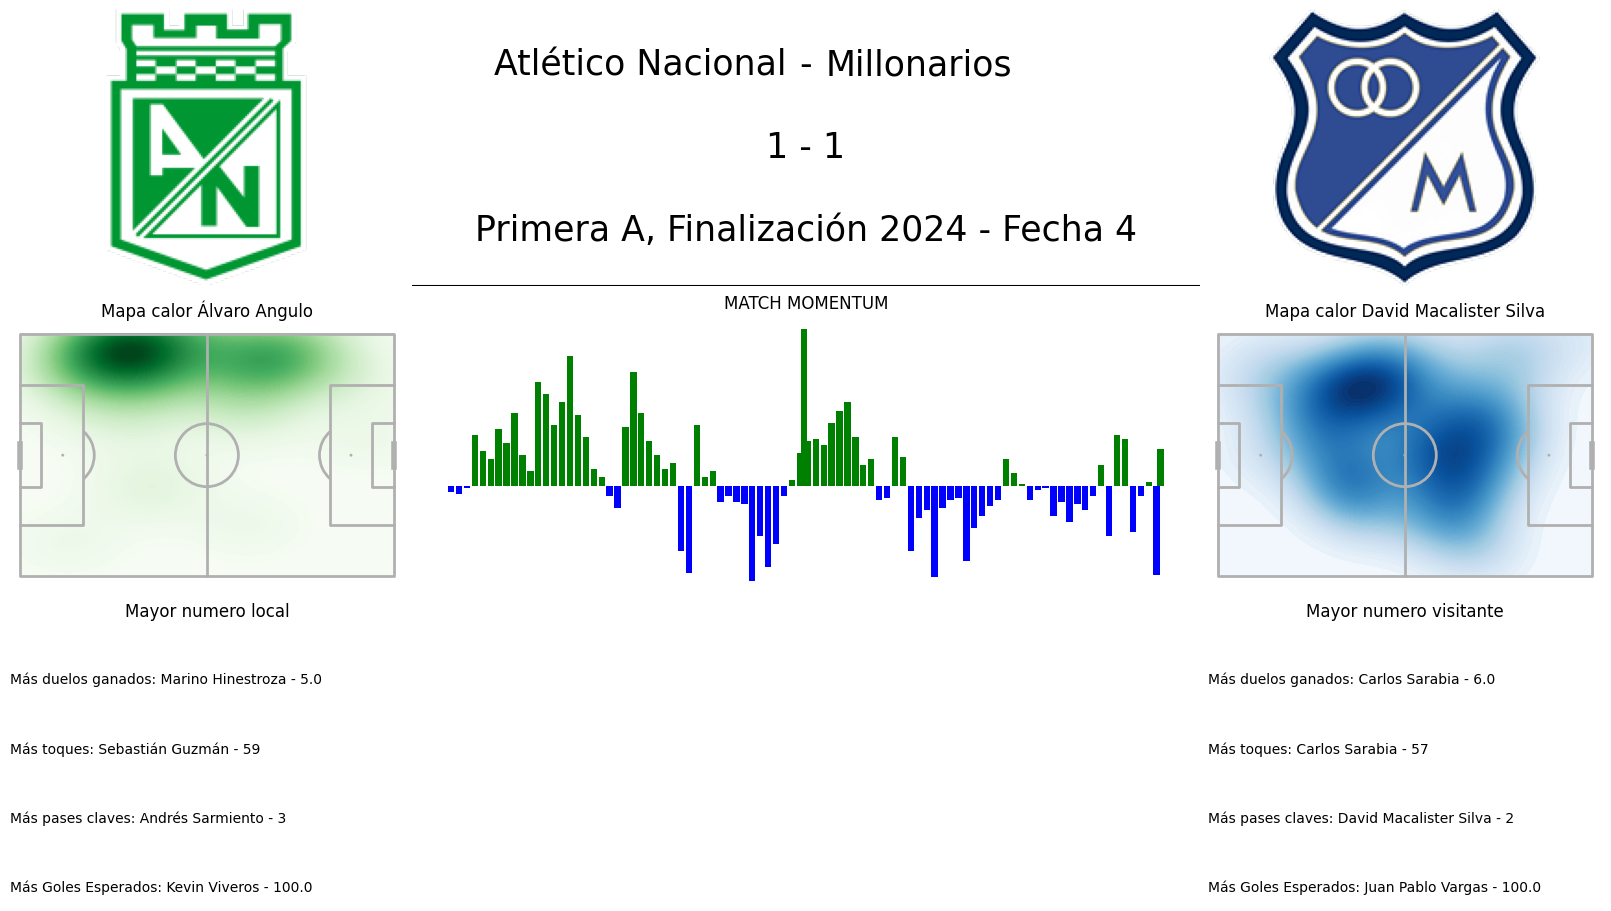 Atlético Nacional - Millonarios
1 - 1
Primera A, Finalización 2024 - Fecha 4
AN
M
MATCH MOMENTUM
Mapa calor Álvaro Angulo
Mapa calor David Macalister Silva
Mayor numero local
Más duelos ganados: Marino Hinestroza - 5.0
Más toques: Sebastián Guzmán - 59
Más pases claves: Andrés Sarmiento - 3
Más Goles Esperados: Kevin Viveros - 100.0
Mayor numero visitante
Más duelos ganados: Carlos Sarabia - 6.0
Más toques: Carlos Sarabia - 57
Más pases claves: David Macalister Silva - 2
Más Goles Esperados: Juan Pablo Vargas - 100.0